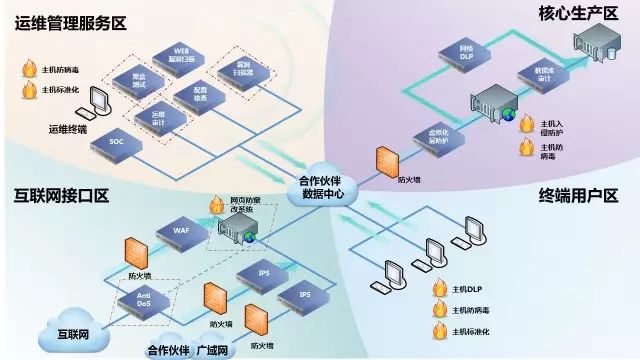 运维管理服务区
主机防病毒
主机标准化
运维终端
WEB
漏洞扫描
黑盒
测试
漏洞
扫描器
配置
核查
运维
审计
SOC
核心生产区
网络
DLP
数据库
审计
主机入
侵防护
主机防
病毒
虚拟化
层防护
防火墙
合作伙伴
数据中心
互联网接口区
网页防篡
改系统
WAF
防火墙
Anti
DoS
IPS
IPS
防火墙
防火墙
互联网
合作伙伴
广域网
终端用户区
主机DLP
主机防病毒
主机标准化